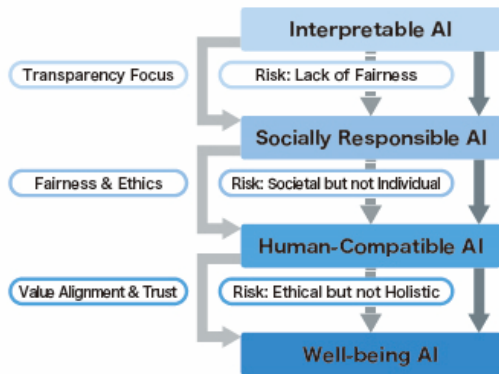 Interpretable AI
Transparency Focus
Risk: Lack of Fairness
Socially Responsible AI
Fairness & Ethics
Risk: Societal but not Individual
Human-Compatible AI
Value Alignment & Trust
Risk: Ethical but not Holistic
Well-being AI